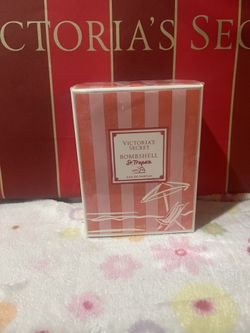 CTORIA'S SEC
VICTORIA'S
SECRET
BOMBSHELL
St. Tropez
EAU DE PARFUM